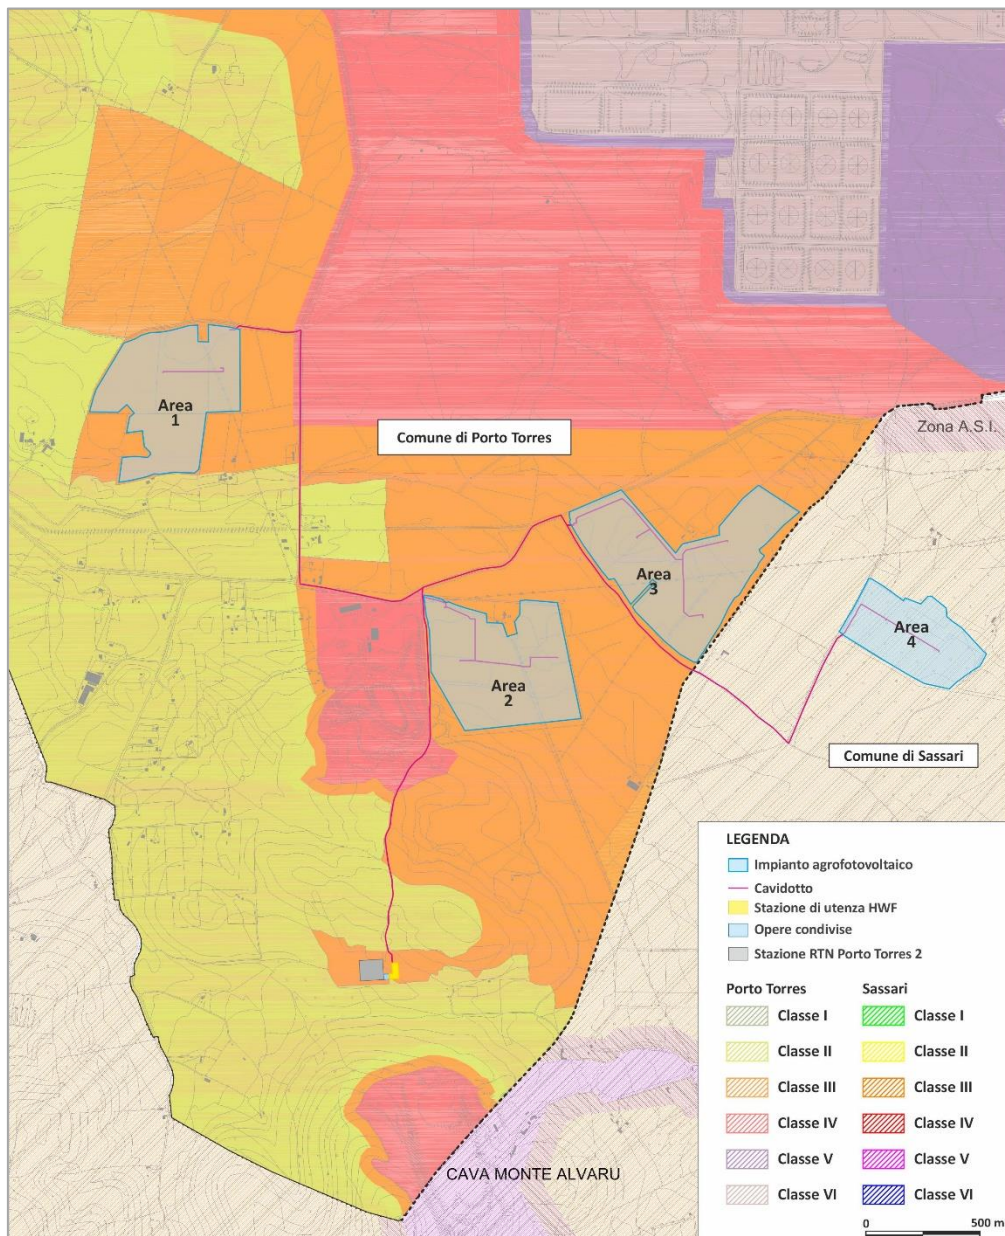 Area
1
Comune di Porto Torres
Zona A.S.I.
Area
3
Area
4
Area
2
Comune di Sassari
LEGENDA
Impianto agrofotovoltaico
Cavidotto
Stazione di utenza HWF
Opere condivise
Stazione RTN Porto Torres 2
Porto Torres
Sassari
Classe I
Classe I
Classe II
Classe II
Classe III
Classe III
Classe IV
Classe IV
Classe V
Classe V
Classe VI
Classe VI
CAVA MONTE ALVARU
0
500 m